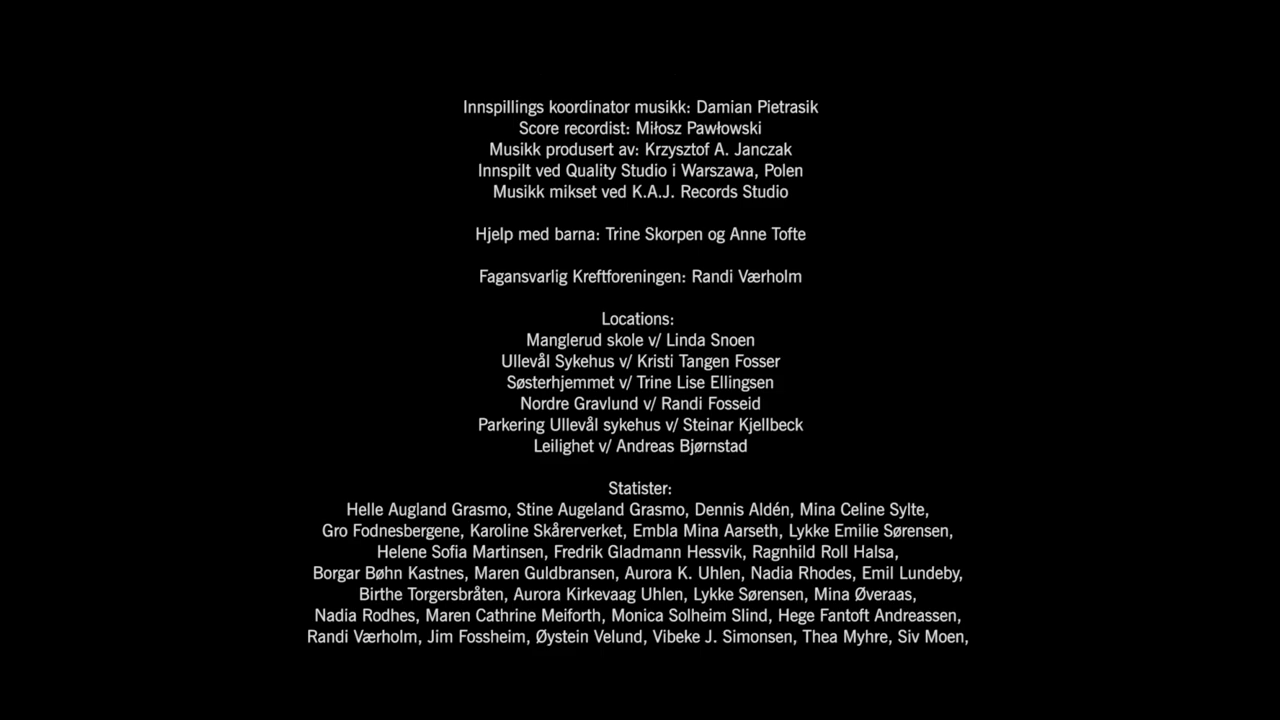 Innspillings koordinator musikk: Damian Pietrasik
Score recordist: Miłosz Pawłowski
Musikk produsert av: Krzysztof A. Janczak
Innspilt ved Quality Studio i Warszawa, Polen
Musikk mikset ved K.A.J. Records Studio
Hjelp med barna: Trine Skorpen og Anne Tofte
Fagansvarlig Kreftforeningen: Randi Værholm
Locations:
Manglerud skole v/ Linda Snoen
Ullevål Sykehus v/ Kristi Tangen Fosser
Søsterhjemmet v/ Trine Lise Ellingsen
Nordre Gravlund v/ Randi Fosseid
Parkering Ullevål sykehus v/ Steinar Kjellbeck
Leilighet v/ Andreas Bjørnstad
Statister:
Helle Augland Grasmo, Stine Augeland Grasmo, Dennis Aldén, Mina Celine Sylte,
Gro Fodnesbergene, Karoline Skårerverket, Embla Mina Aarseth, Lykke Emilie Sørensen,
Helene Sofia Martinsen, Fredrik Gladmann Hessvik, Ragnhild Roll Halsa,
Borgar Bøhn Kastnes, Maren Guldbransen, Aurora K. Uhlen, Nadia Rhodes, Emil Lundeby,
Birthe Torgersbråten, Aurora Kirkevaag Uhlen, Lykke Sørensen, Mina Øveraas,
Nadia Rodhes, Maren Cathrine Meiforth, Monica Solheim Slind, Hege Fantoft Andreassen,
Randi Værholm, Jim Fossheim, Øystein Velund, Vibeke J. Simonsen, Thea Myhre, Siv Moen,